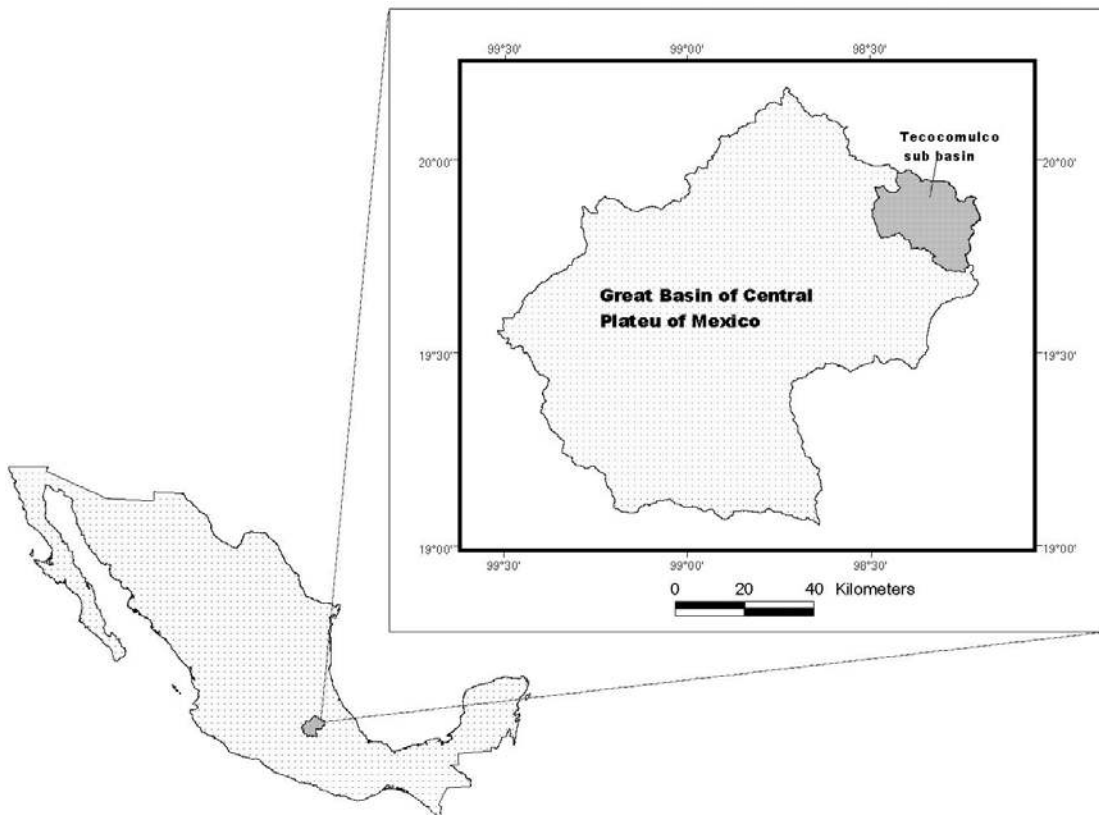 99°30' 99°00' 98°30'
Tecocomulco
sub basin
20°00' 20°00'
Great Basin of Central
Plateu of Mexico
19°30' 19°30'
19°00' 19°00'
99°30' 99°00' 98°30'
0 20 40 Kilometers